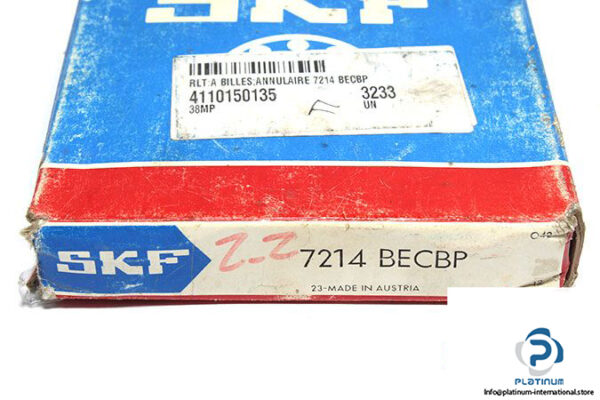 SKF
RLT:A BILLES:ANNULAIRE 7214 BECBP
4110150135 3233
38MP UN
SKF 2.2 7214 BECBP
23-MADE IN AUSTRIA
PLATINUM
Info@platinum-international.store